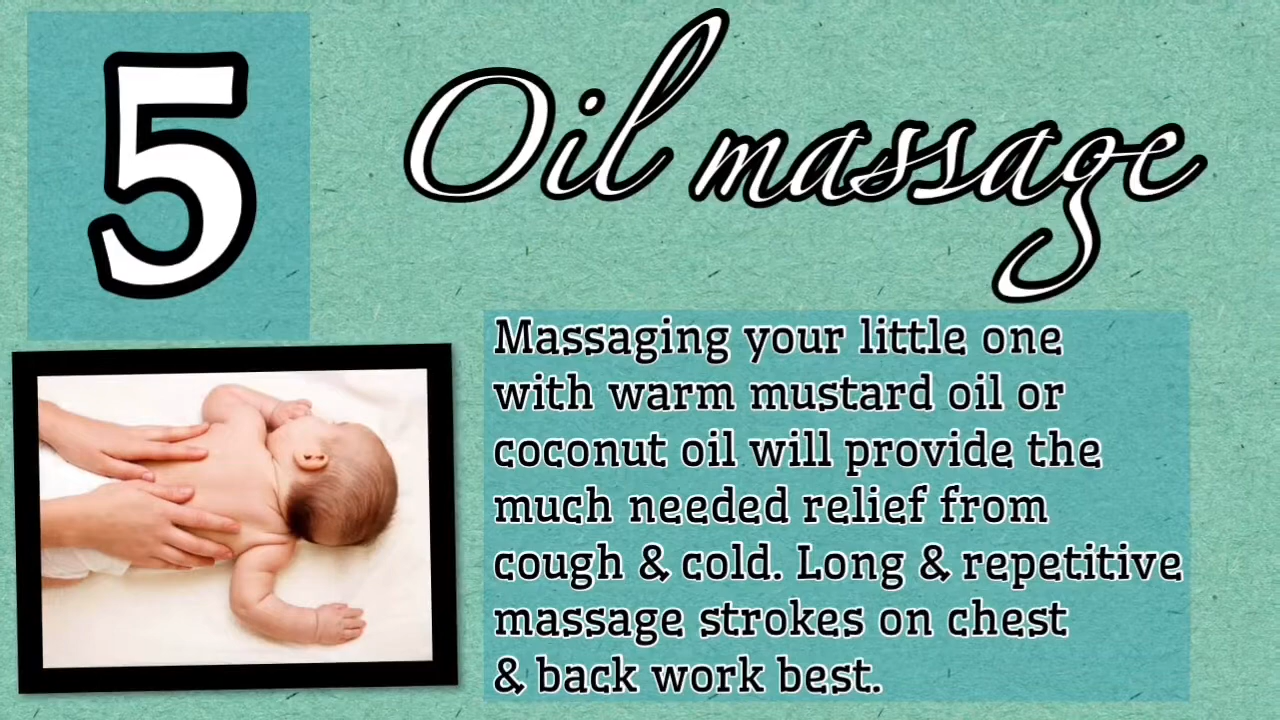 5
Oil massage
Massaging your little one
with warm mustard oil or
coconut oil will provide the
much needed relief from
cough & cold. Long & repetitive
massage strokes on chest
& back work best.